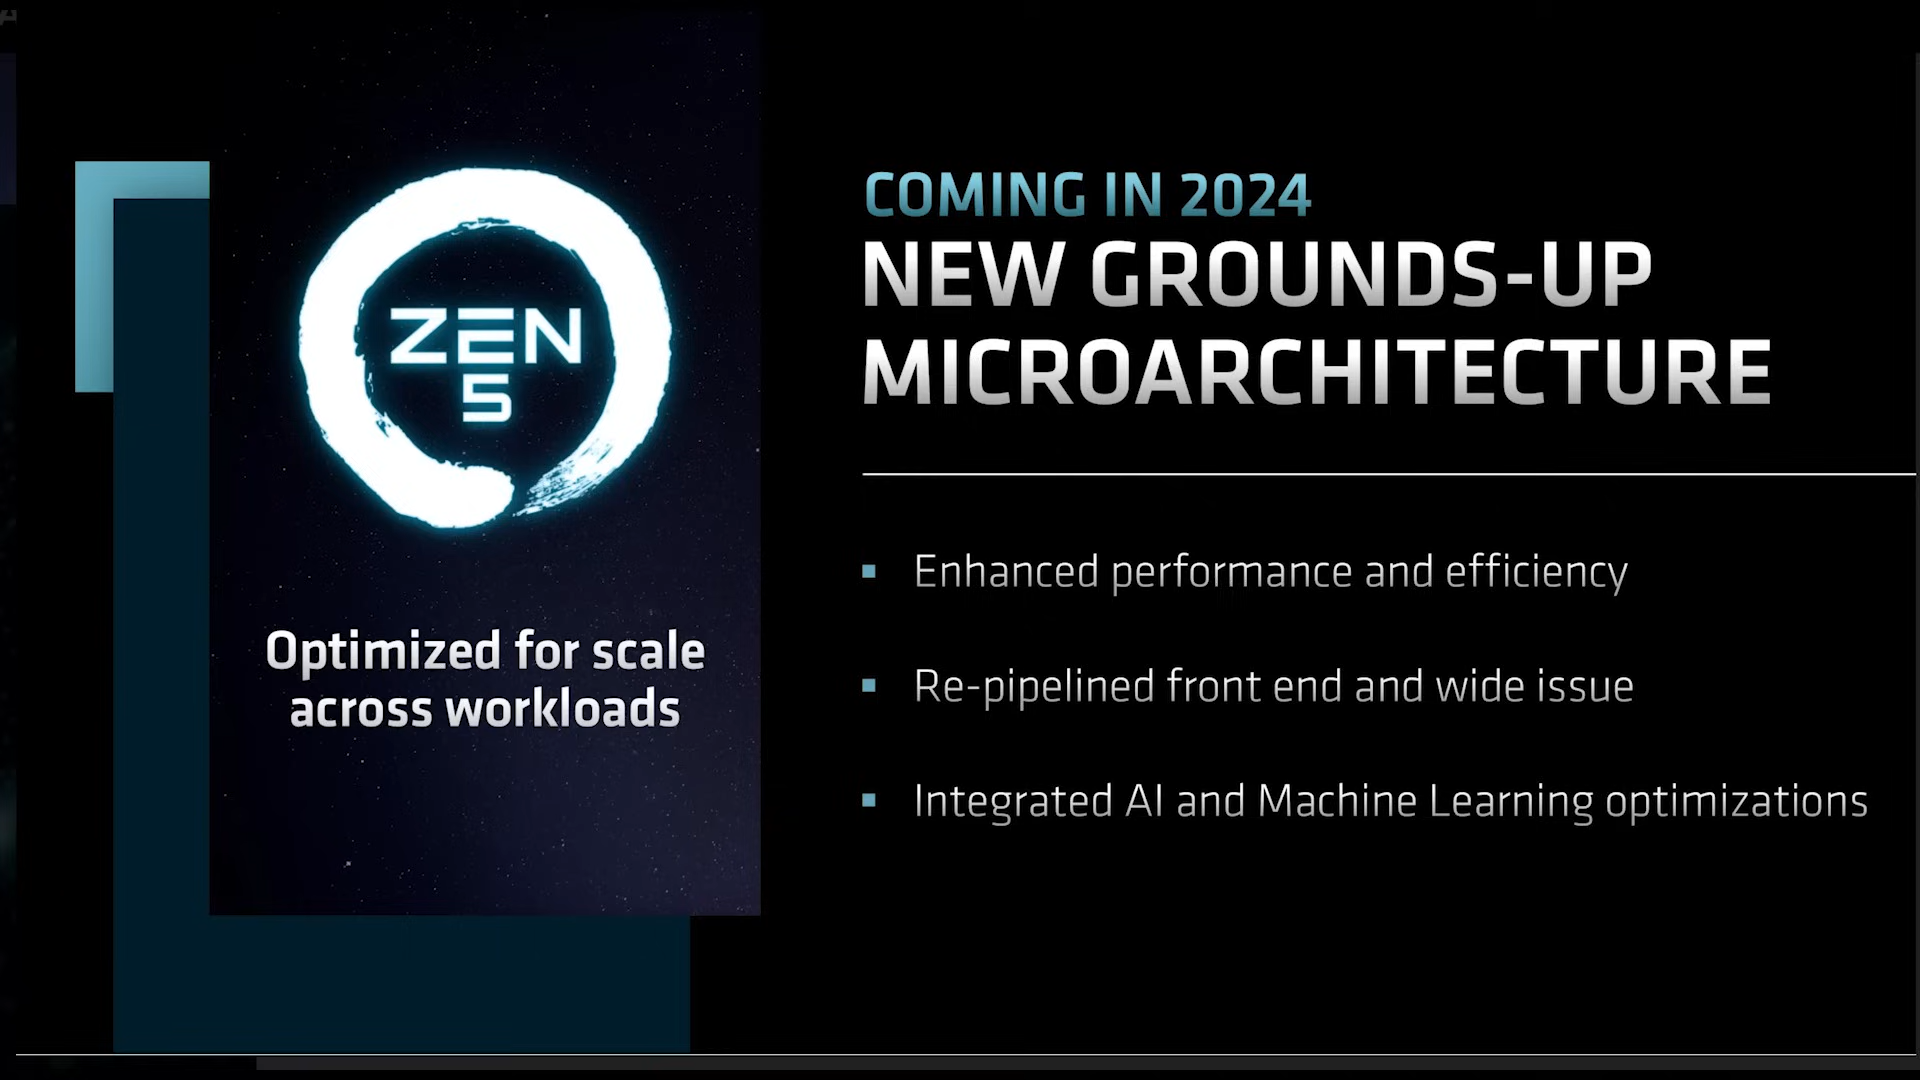 ZEN
5
Optimized for scale
across workloads
COMING IN 2024
NEW GROUNDS-UP
MICROARCHITECTURE
▪ Enhanced performance and efficiency
▪ Re-pipelined front end and wide issue
▪ Integrated AI and Machine Learning optimizations